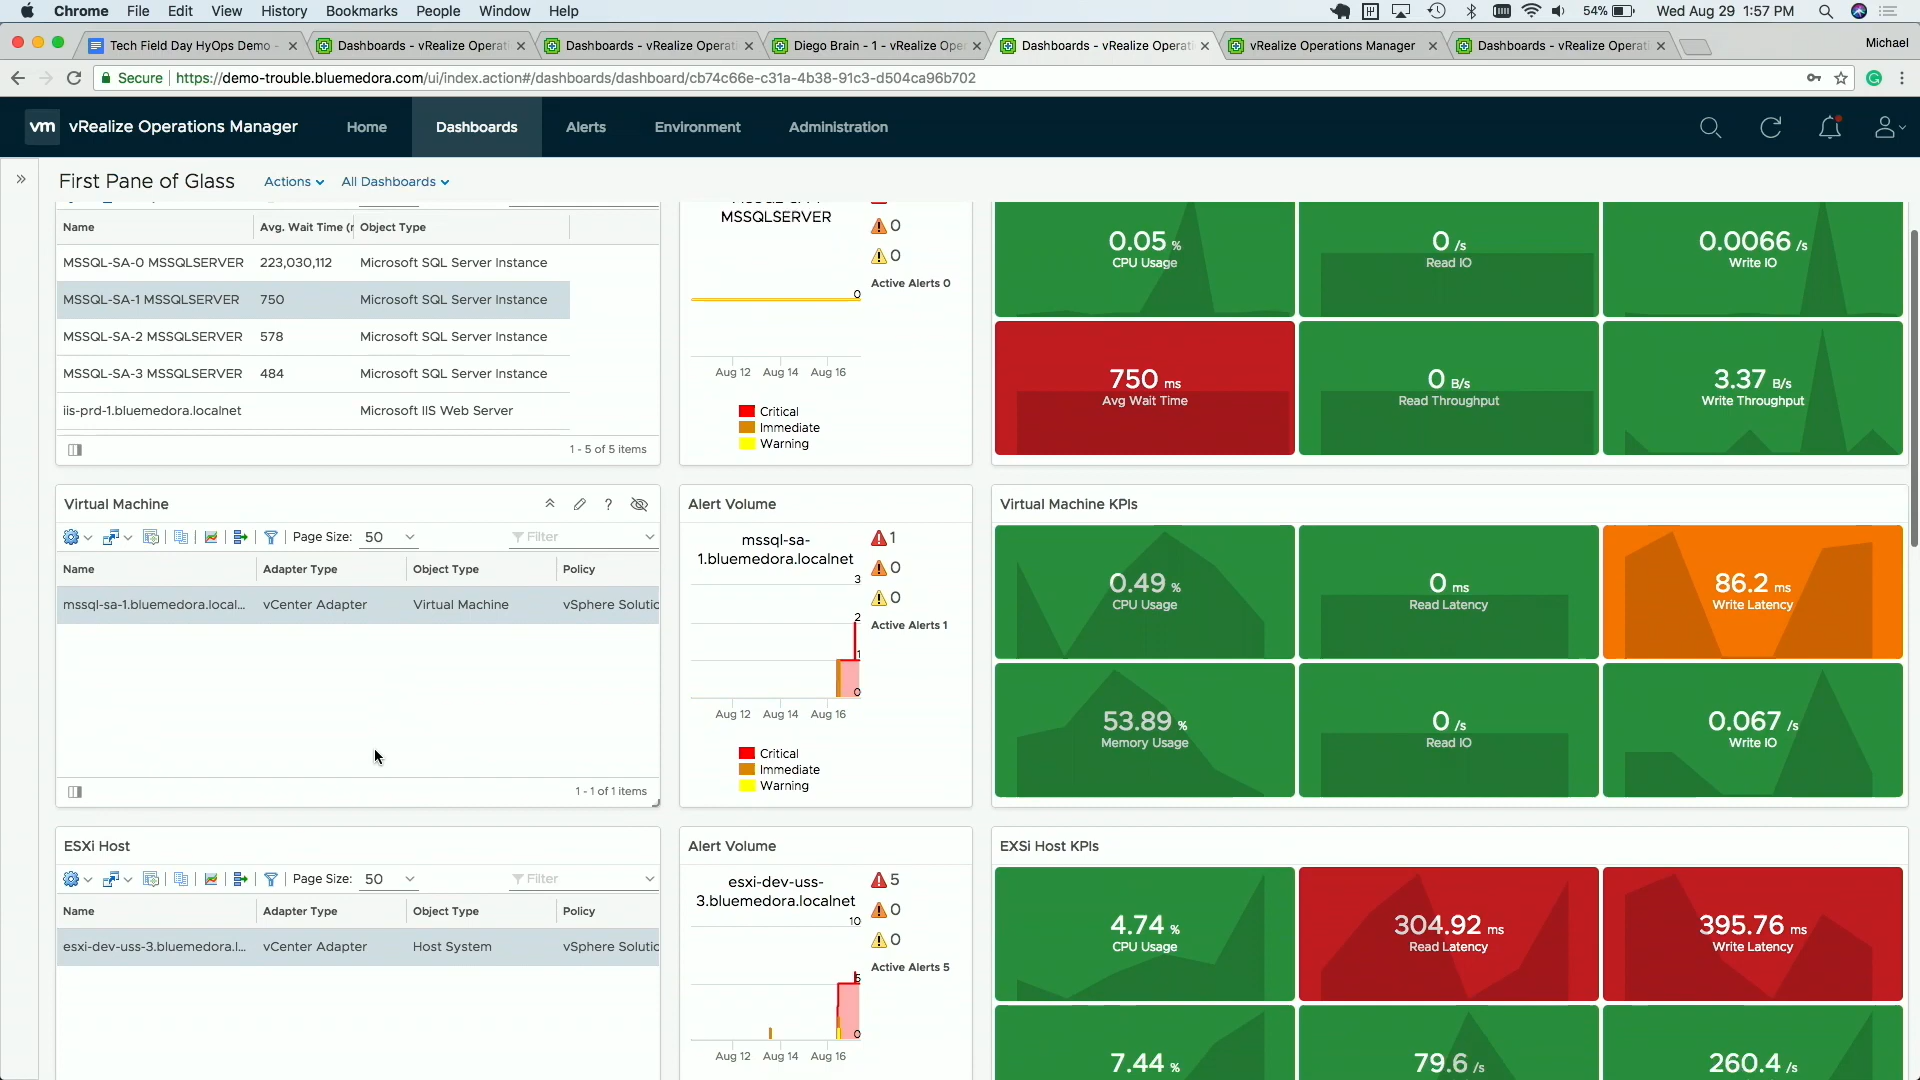 Chrome File Edit View History Bookmarks People Window Help 54% Wed Aug 29 1:57 PM
Tech Field Day HyOps Demo - Dashboards - vRealize Operati Dashboards - vRealize Operati Diego Brain - 1 - vRealize Ope Dashboards - vRealize Operati vRealize Operations Manager Dashboards - vRealize Operati Michael
Secure https://demo-trouble.bluemedora.com/ui/index.action#/dashboards/dashboard/cb74c66e-c31a-4b38-91c3-d504ca96b702
vm vRealize Operations Manager Home Dashboards Alerts Environment Administration
First Pane of Glass Actions All Dashboards
Name Avg. Wait Time (r Object Type
MSSQL-SA-0 MSSQLSERVER 223,030,112 Microsoft SQL Server Instance
MSSQL-SA-1 MSSQLSERVER 750 Microsoft SQL Server Instance
MSSQL-SA-2 MSSQLSERVER 578 Microsoft SQL Server Instance
MSSQL-SA-3 MSSQLSERVER 484 Microsoft SQL Server Instance
iis-prd-1.bluemedora.localnet Microsoft IIS Web Server
1 - 5 of 5 items
MSSQLSERVER
0
0
Active Alerts 0
0
Aug 12 Aug 14 Aug 16
Critical
Immediate
Warning
0.05 %
CPU Usage
0 /s
Read IO
0.0066 /s
Write IO
750 ms
Avg Wait Time
0 B/s
Read Throughput
3.37 B/s
Write Throughput
Virtual Machine
?
Page Size: 50 Filter
Name Adapter Type Object Type Policy
mssql-sa-1.bluemedora.local... vCenter Adapter Virtual Machine vSphere Solutic
1 - 1 of 1 items
Alert Volume
mssql-sa-
1.bluemedora.localnet
1
0
0
Active Alerts 1
3
2
1
0
Aug 12 Aug 14 Aug 16
Critical
Immediate
Warning
Virtual Machine KPIs
0.49 %
CPU Usage
0 ms
Read Latency
86.2 ms
Write Latency
53.89 %
Memory Usage
0 /s
Read IO
0.067 /s
Write IO
ESXi Host
Page Size: 50 Filter
Name Adapter Type Object Type Policy
esxi-dev-uss-3.bluemedora.l... vCenter Adapter Host System vSphere Solutic
Alert Volume
esxi-dev-uss-
3.bluemedora.localnet
5
0
0
Active Alerts 5
10
5
0
Aug 12 Aug 14 Aug 16
EXSi Host KPIs
4.74 %
CPU Usage
304.92 ms
Read Latency
395.76 ms
Write Latency
7.44 %
79.6 /s
260.4 /s